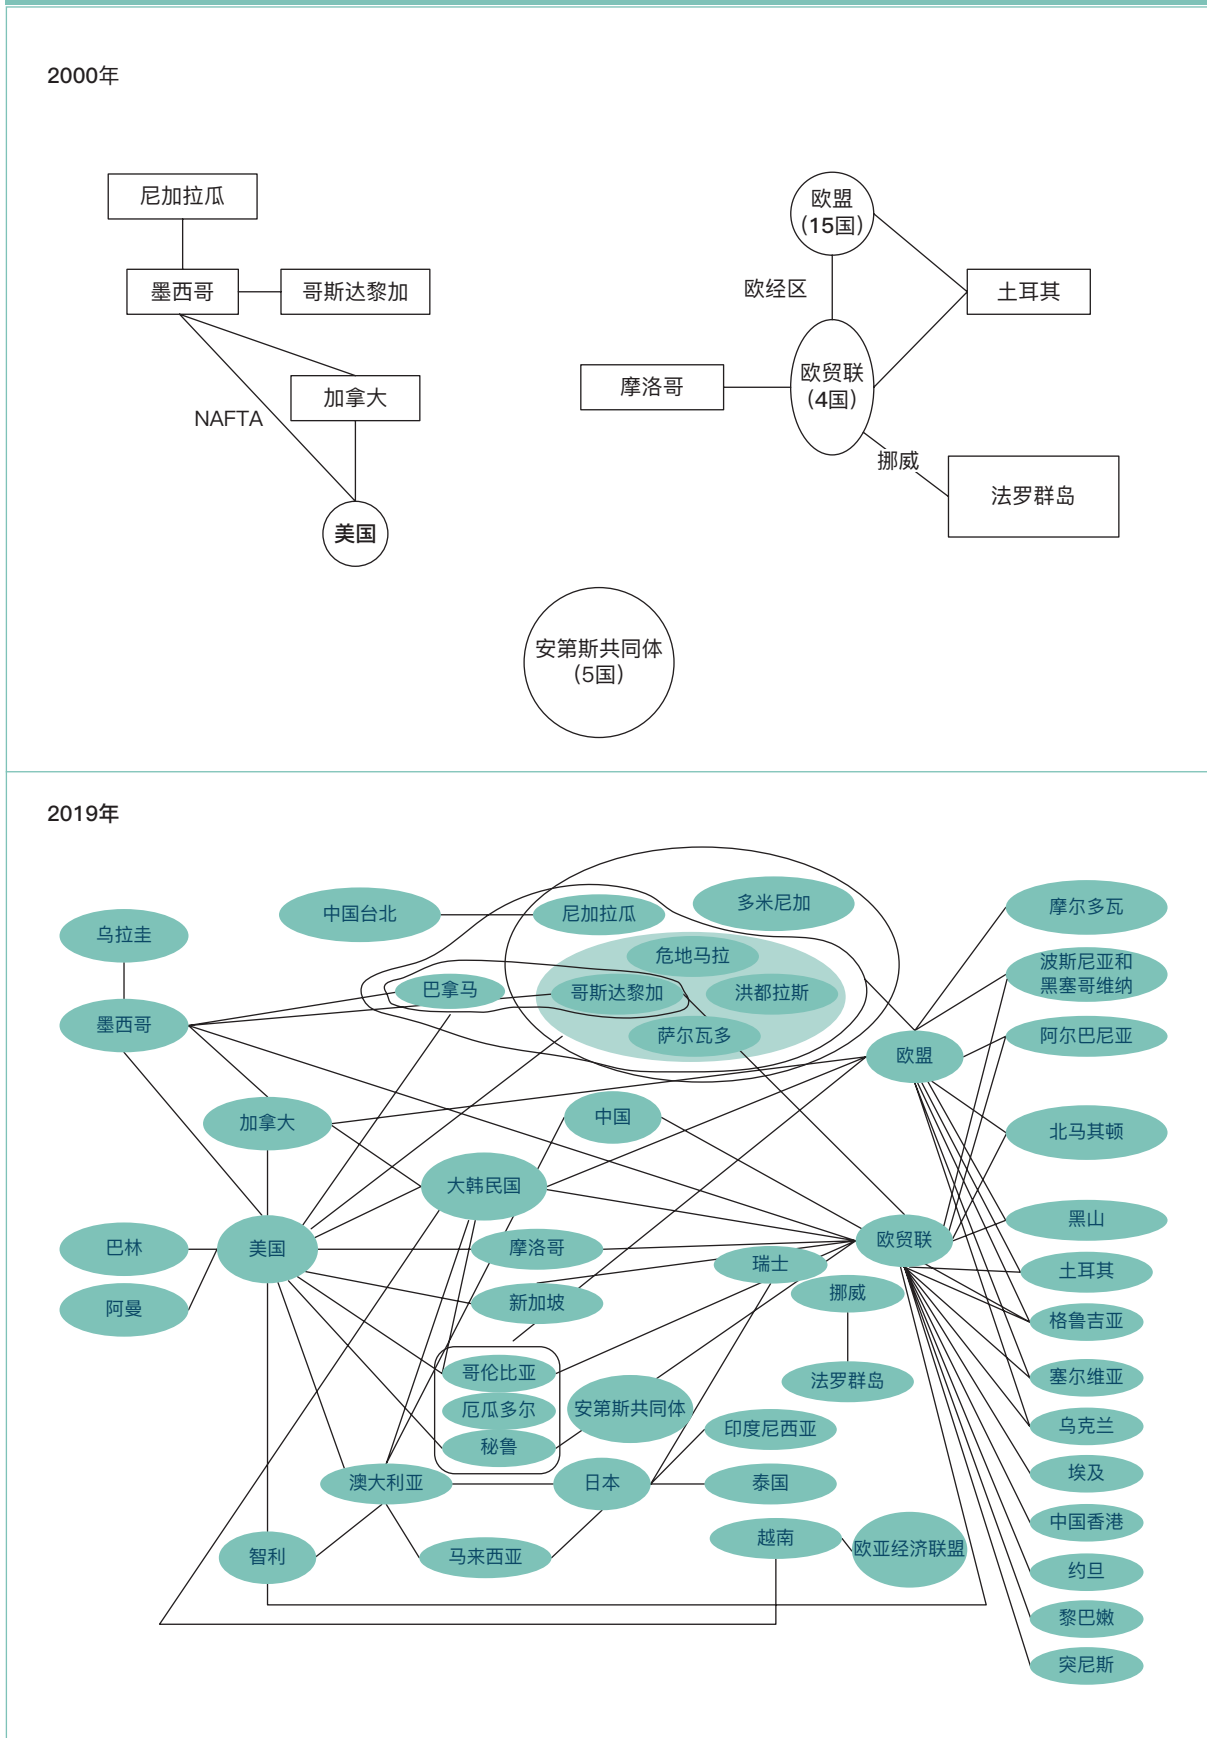 2000年
尼加拉瓜
欧盟
(15国)
墨西哥
哥斯达黎加
欧经区
土耳其
加拿大
NAFTA
摩洛哥
欧贸联
(4国)
挪威
法罗群岛
美国
安第斯共同体
(5国)
2019年
中国台北
尼加拉瓜
多米尼加
摩尔多瓦
乌拉圭
危地马拉
波斯尼亚和
黑塞哥维纳
巴拿马
哥斯达黎加
洪都拉斯
墨西哥
萨尔瓦多
欧盟
阿尔巴尼亚
加拿大
中国
北马其顿
大韩民国
黑山
巴林
美国
摩洛哥
欧贸联
瑞士
土耳其
阿曼
新加坡
挪威
格鲁吉亚
哥伦比亚
法罗群岛
塞尔维亚
厄瓜多尔
安第斯共同体
秘鲁
印度尼西亚
乌克兰
澳大利亚
日本
泰国
埃及
中国香港
智利
马来西亚
越南
欧亚经济联盟
约旦
黎巴嫩
突尼斯